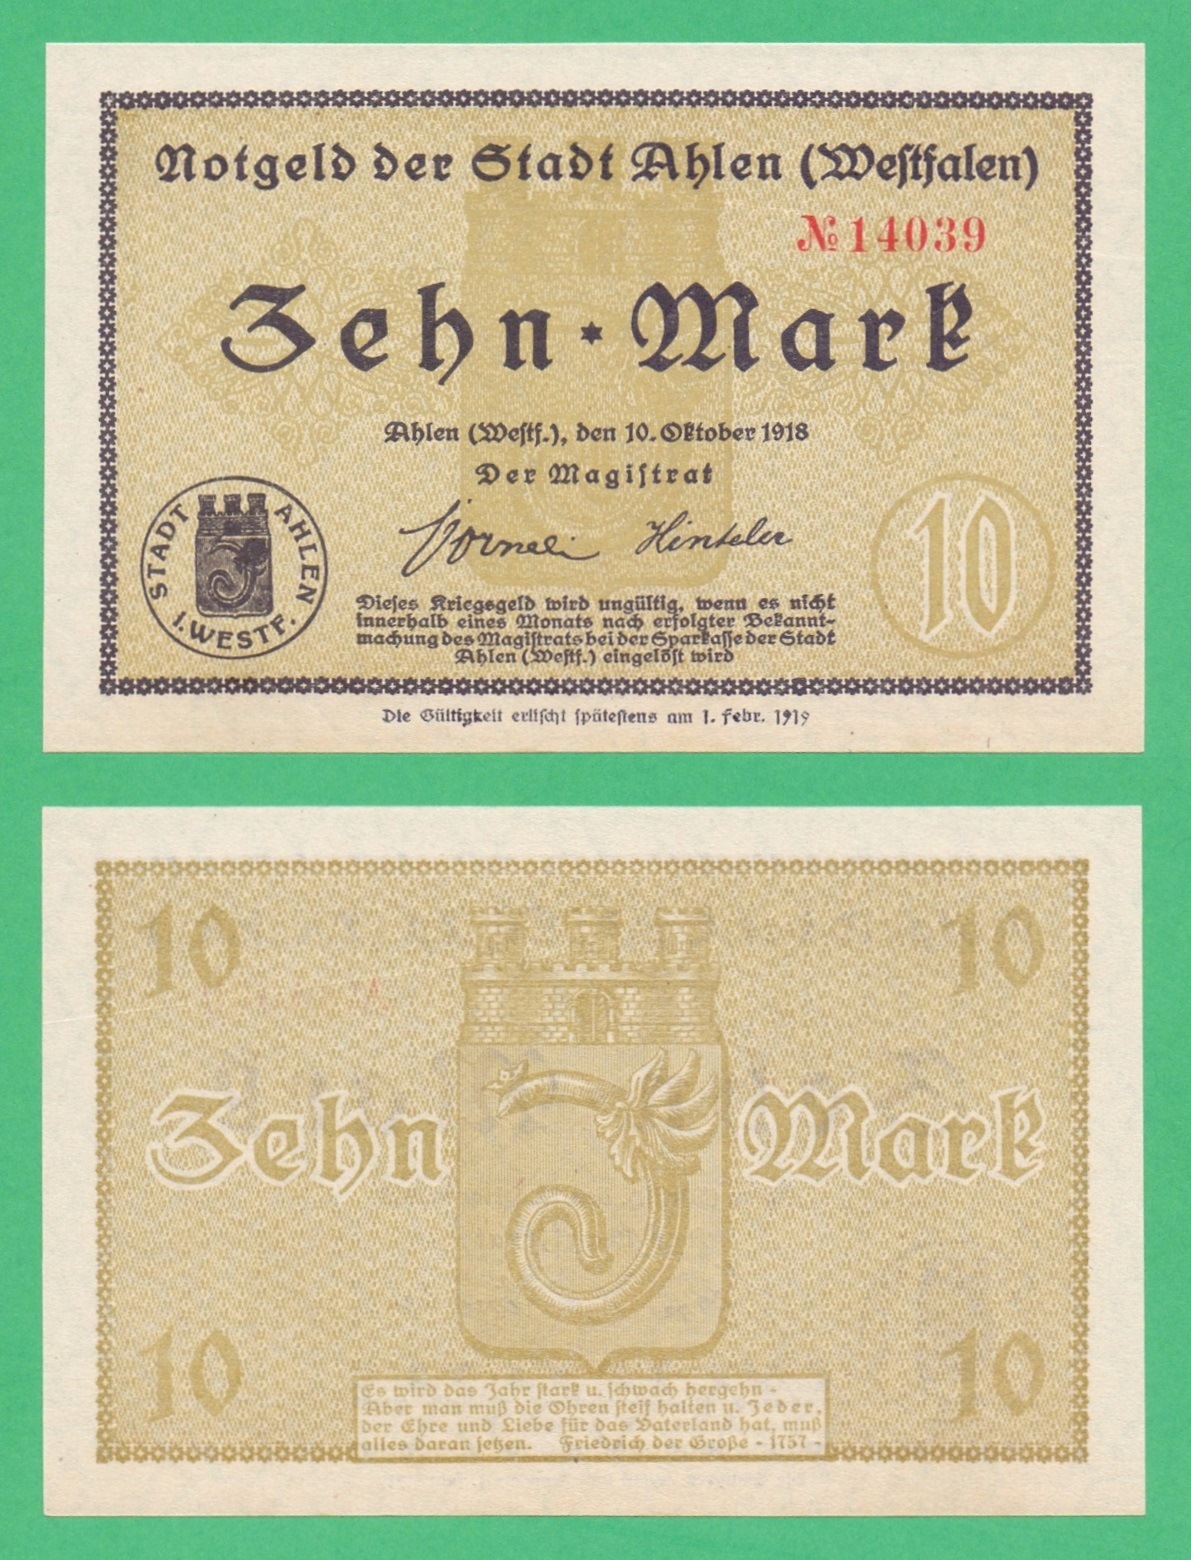 Notgeld der Stadt Ahlen (Westfalen)
№ 14039
Zehn * Mark
Ahlen (Westf.), den 10. Oktober 1918
Der Magistrat
Hinteler
STADT AHLEN
I. WESTF.
10
Dieses Kriegsgeld wird ungültig, wenn es nicht
innerhalb eines Monats nach erfolgter Bekannt-
machung des Magistrats bei der Sparkasse der Stadt
Ahlen (Westf.) eingelöst wird
Die Gültigkeit erlischt spätestens am 1. Febr. 1919
10 10
Zehn Mark
10 10
Es wird das Jahr stark u. schwach hergehn -
Aber man muß die Ohren steif halten u. Jeder,
der Ehre und Liebe für das Vaterland hat, muß
alles daran setzen. Friedrich der Große - 1757 -